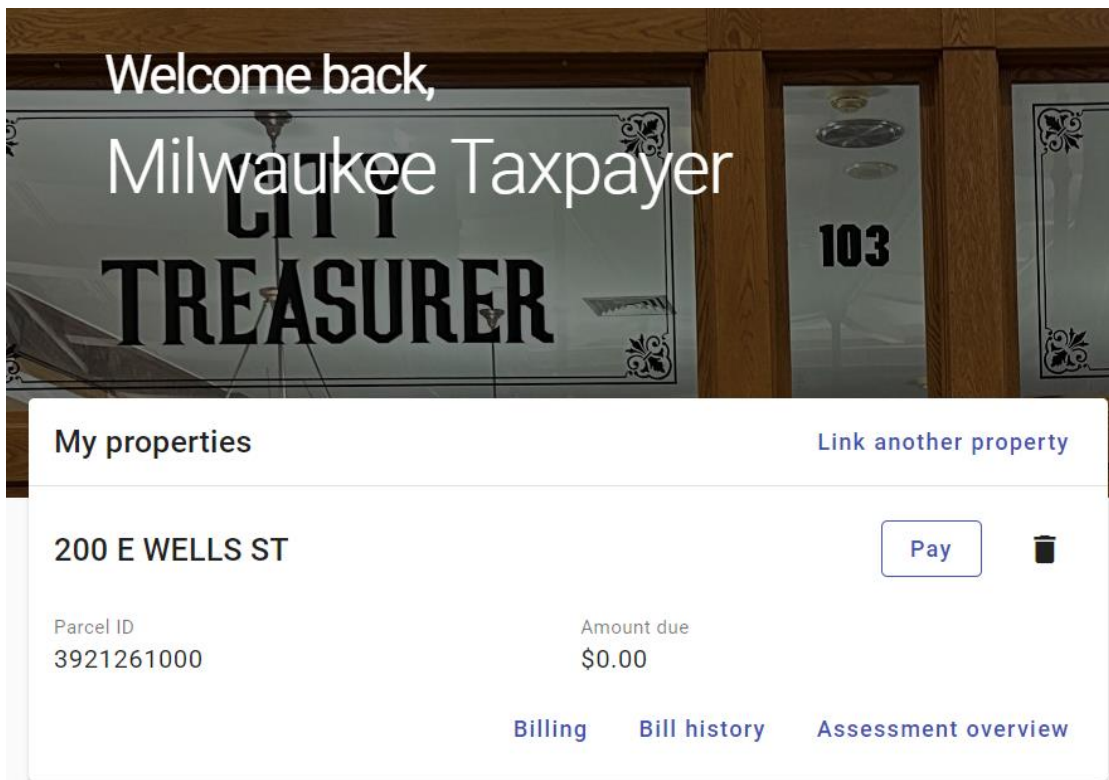 Welcome back,
Milwaukee Taxpayer
CITY
TREASURER
103
My properties
Link another property
200 E WELLS ST
Pay
Parcel ID
Amount due
3921261000
$0.00
Billing
Bill history
Assessment overview